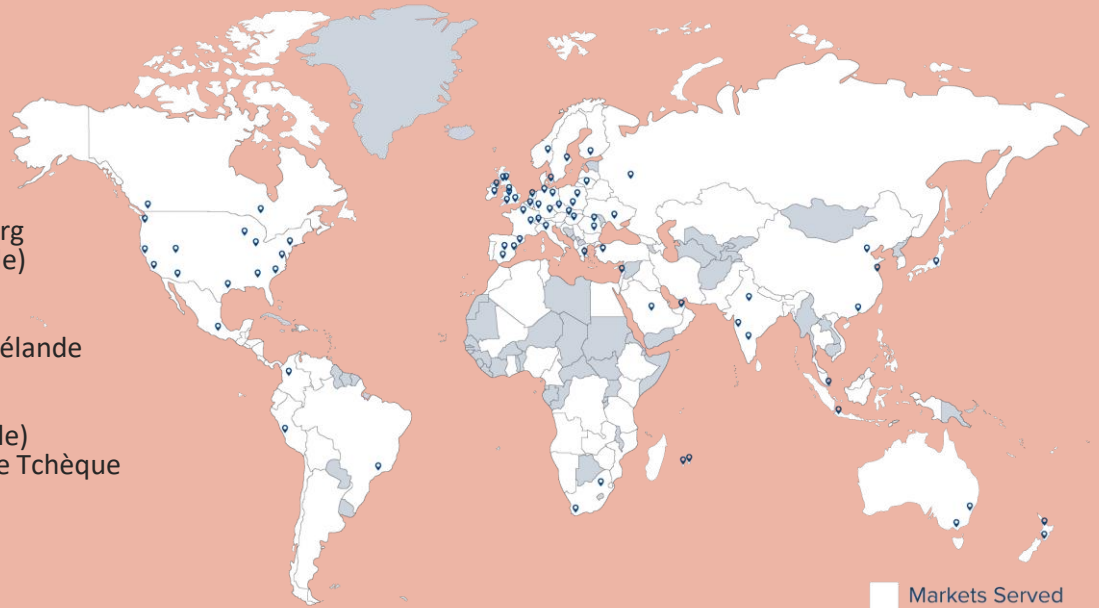 rg
e)
élande
le)
e Tchèque
Markets Served